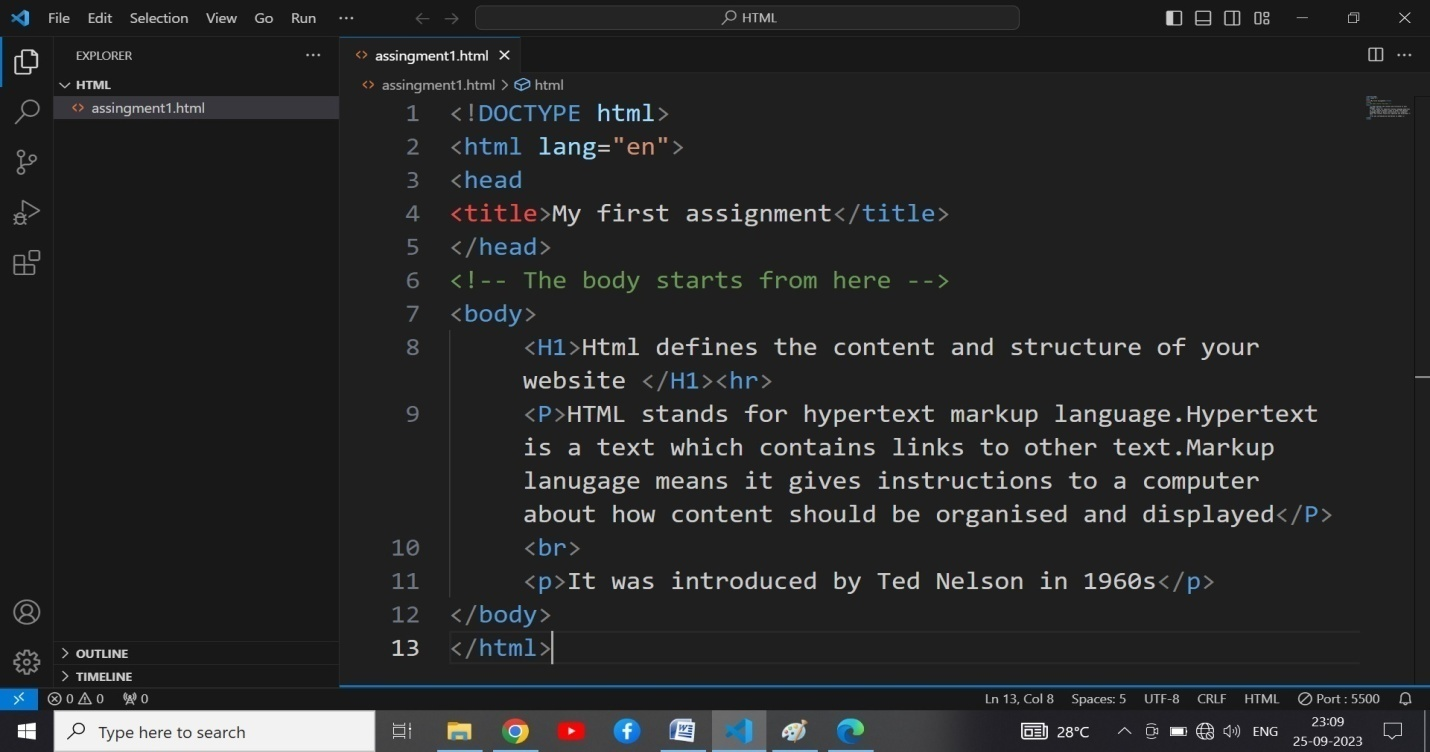 File Edit Selection View Go Run ··· HTML
EXPLORER ···
HTML
assingment1.html
assingment1.html
assingment1.html > html
1 <!DOCTYPE html>
2 <html lang="en">
3 <head
4 <title>My first assignment</title>
5 </head>
6 <!-- The body starts from here -->
7 <body>
8 <H1>Html defines the content and structure of your
website </H1><hr>
9 <P>HTML stands for hypertext markup language.Hypertext
is a text which contains links to other text.Markup
lanugage means it gives instructions to a computer
about how content should be organised and displayed</P>
10 <br>
11 <p>It was introduced by Ted Nelson in 1960s</p>
12 </body>
13 </html>
OUTLINE
TIMELINE
0 0 0 Ln 13, Col 8 Spaces: 5 UTF-8 CRLF HTML Port : 5500
Type here to search 28°C ENG 23:09
25-09-2023